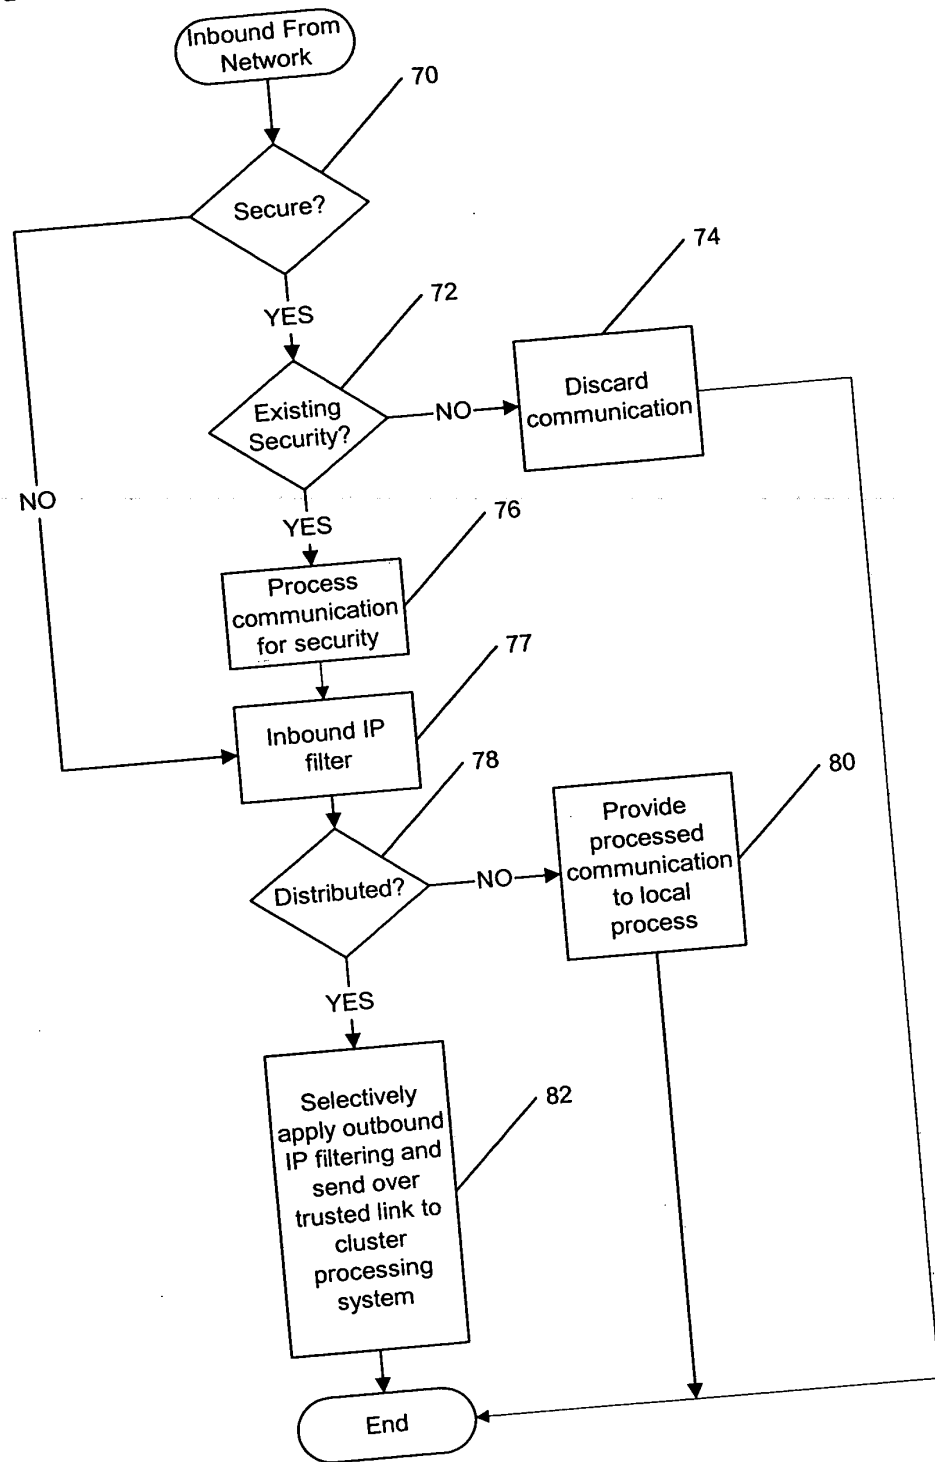 Inbound From
Network
70
Secure?
YES
72
74
Existing
Security?
NO
Discard
communication
NO
YES
76
Process
communication
for security
77
Inbound IP
filter
78
80
Distributed?
NO
Provide
processed
communication
to local
process
YES
82
Selectively
apply outbound
IP filtering and
send over
trusted link to
cluster
processing
system
End